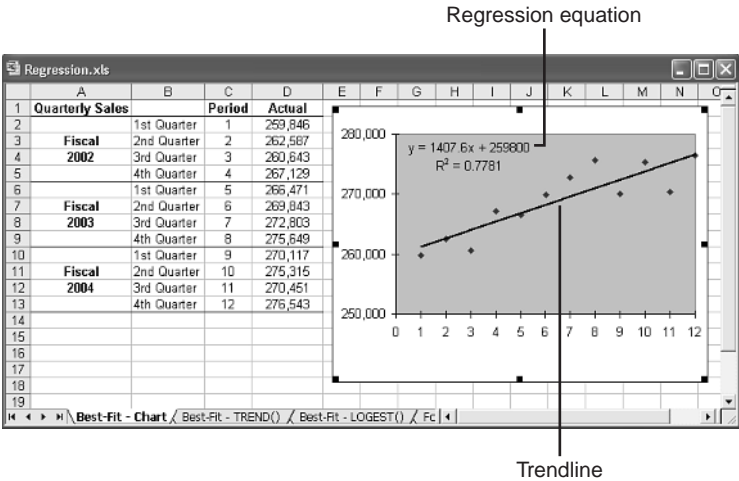 Regression equation
Regression.xls
A B C D E F G H I J K L M N O
1 Quarterly Sales Period Actual
2 1st Quarter 1 259,846
3 Fiscal 2nd Quarter 2 262,587
4 2002 3rd Quarter 3 260,643
5 4th Quarter 4 267,129
6 1st Quarter 5 266,471
7 Fiscal 2nd Quarter 6 269,843
8 2003 3rd Quarter 7 272,803
9 4th Quarter 8 275,649
10 1st Quarter 9 270,117
11 Fiscal 2nd Quarter 10 275,315
12 2004 3rd Quarter 11 270,451
13 4th Quarter 12 276,543
14
15
16
17
18
19
280,000
y = 1407.6x + 259800
R² = 0.7781
270,000
260,000
250,000
0 1 2 3 4 5 6 7 8 9 10 11 12
Best-Fit - Chart / Best-Fit - TREND() / Best-Fit - LOGEST() / Fc
Trendline